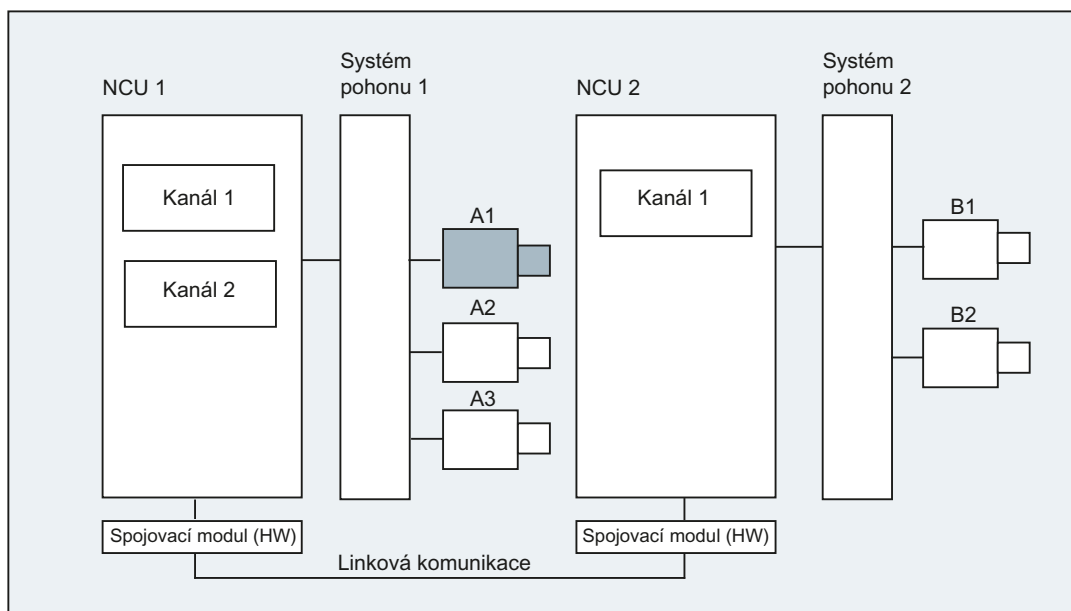 NCU 1
Systém
pohonu 1
NCU 2
Systém
pohonu 2
Kanál 1
Kanál 2
A1
A2
A3
Kanál 1
B1
B2
Spojovací modul (HW)
Spojovací modul (HW)
Linková komunikace